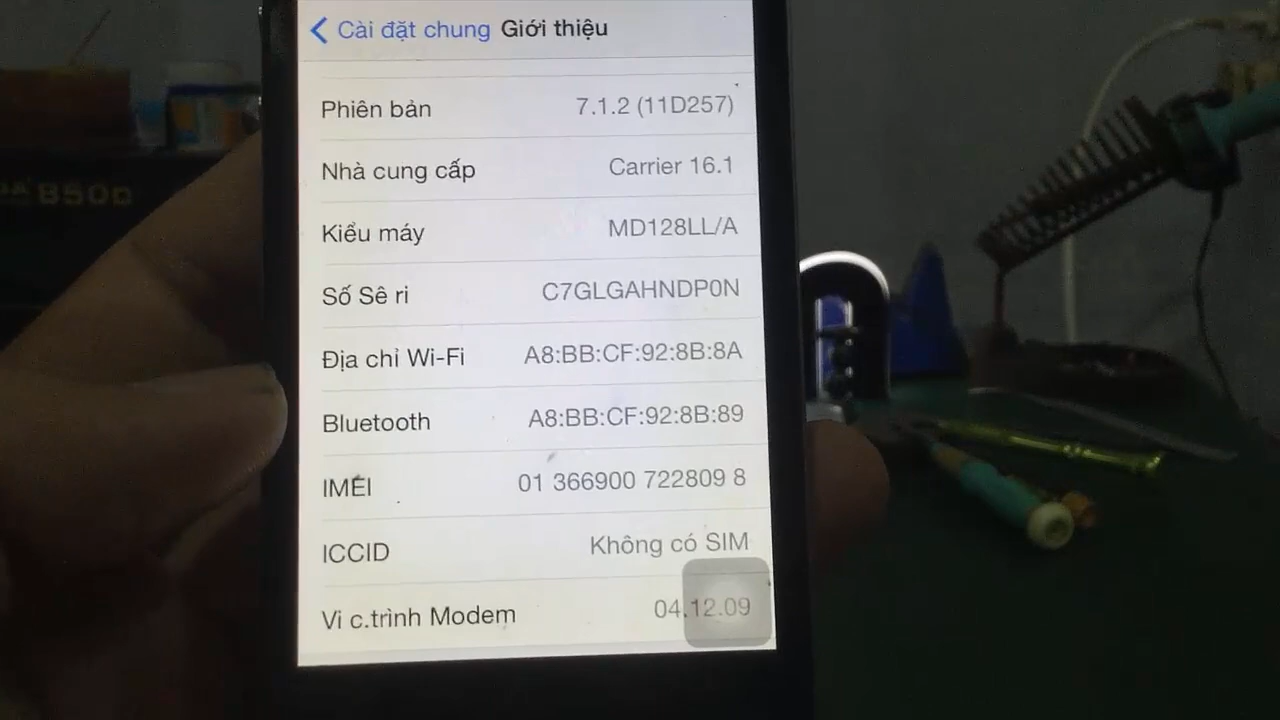 Cài đặt chung Giới thiệu
Phiên bản 7.1.2 (11D257)
Nhà cung cấp Carrier 16.1
Kiểu máy MD128LL/A
Số Sê ri C7GLGAHNDP0N
Địa chỉ Wi-Fi A8:BB:CF:92:8B:8A
Bluetooth A8:BB:CF:92:8B:89
IMEI 01 366900 722809 8
ICCID Không có SIM
Vi c.trình Modem 04.12.09